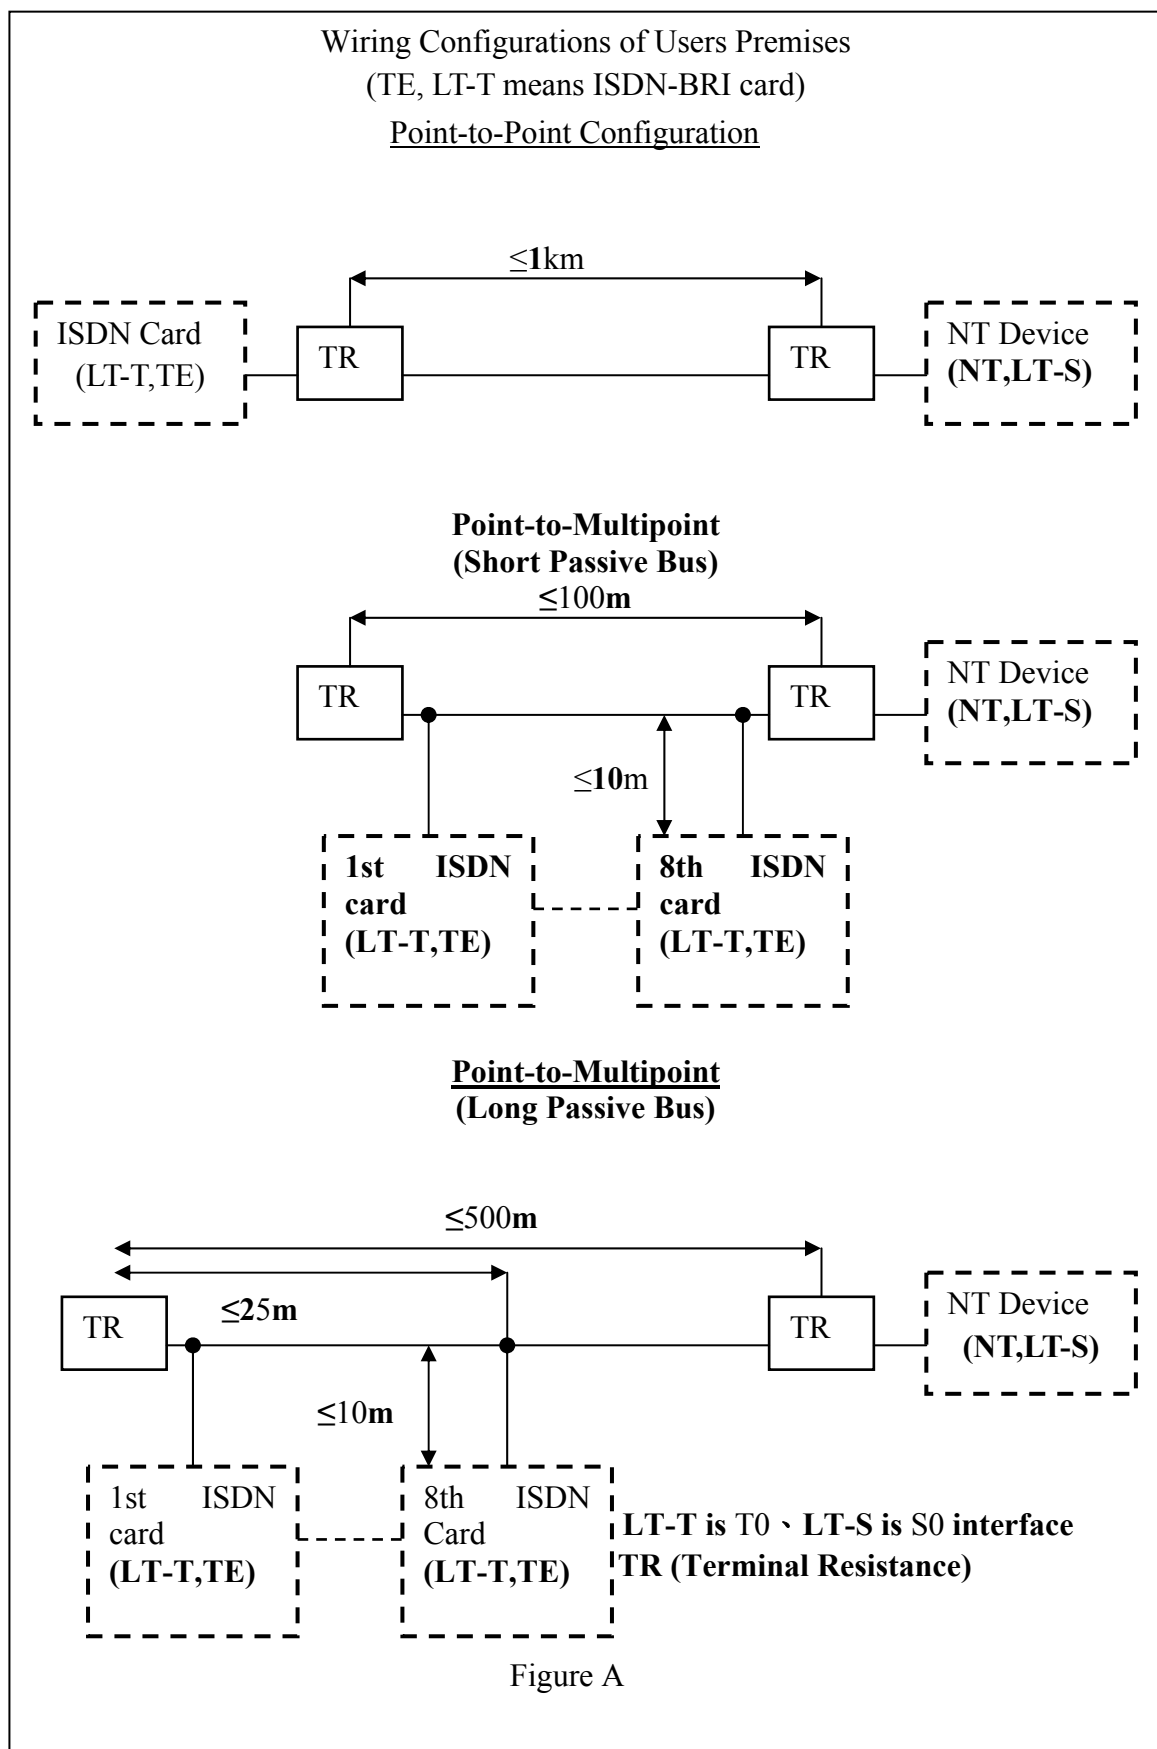 Wiring Configurations of Users Premises
(TE, LT-T means ISDN-BRI card)
Point-to-Point Configuration
≤1km
ISDN Card
(LT-T,TE)
TR
TR
NT Device
(NT,LT-S)
Point-to-Multipoint
(Short Passive Bus)
≤100m
TR
TR
NT Device
(NT,LT-S)
≤10m
1st ISDN
card
(LT-T,TE)
8th ISDN
card
(LT-T,TE)
Point-to-Multipoint
(Long Passive Bus)
≤500m
TR
≤25m
TR
NT Device
(NT,LT-S)
≤10m
1st ISDN
card
(LT-T,TE)
8th ISDN
Card
(LT-T,TE)
LT-T is T0、LT-S is S0 interface
TR (Terminal Resistance)
Figure A